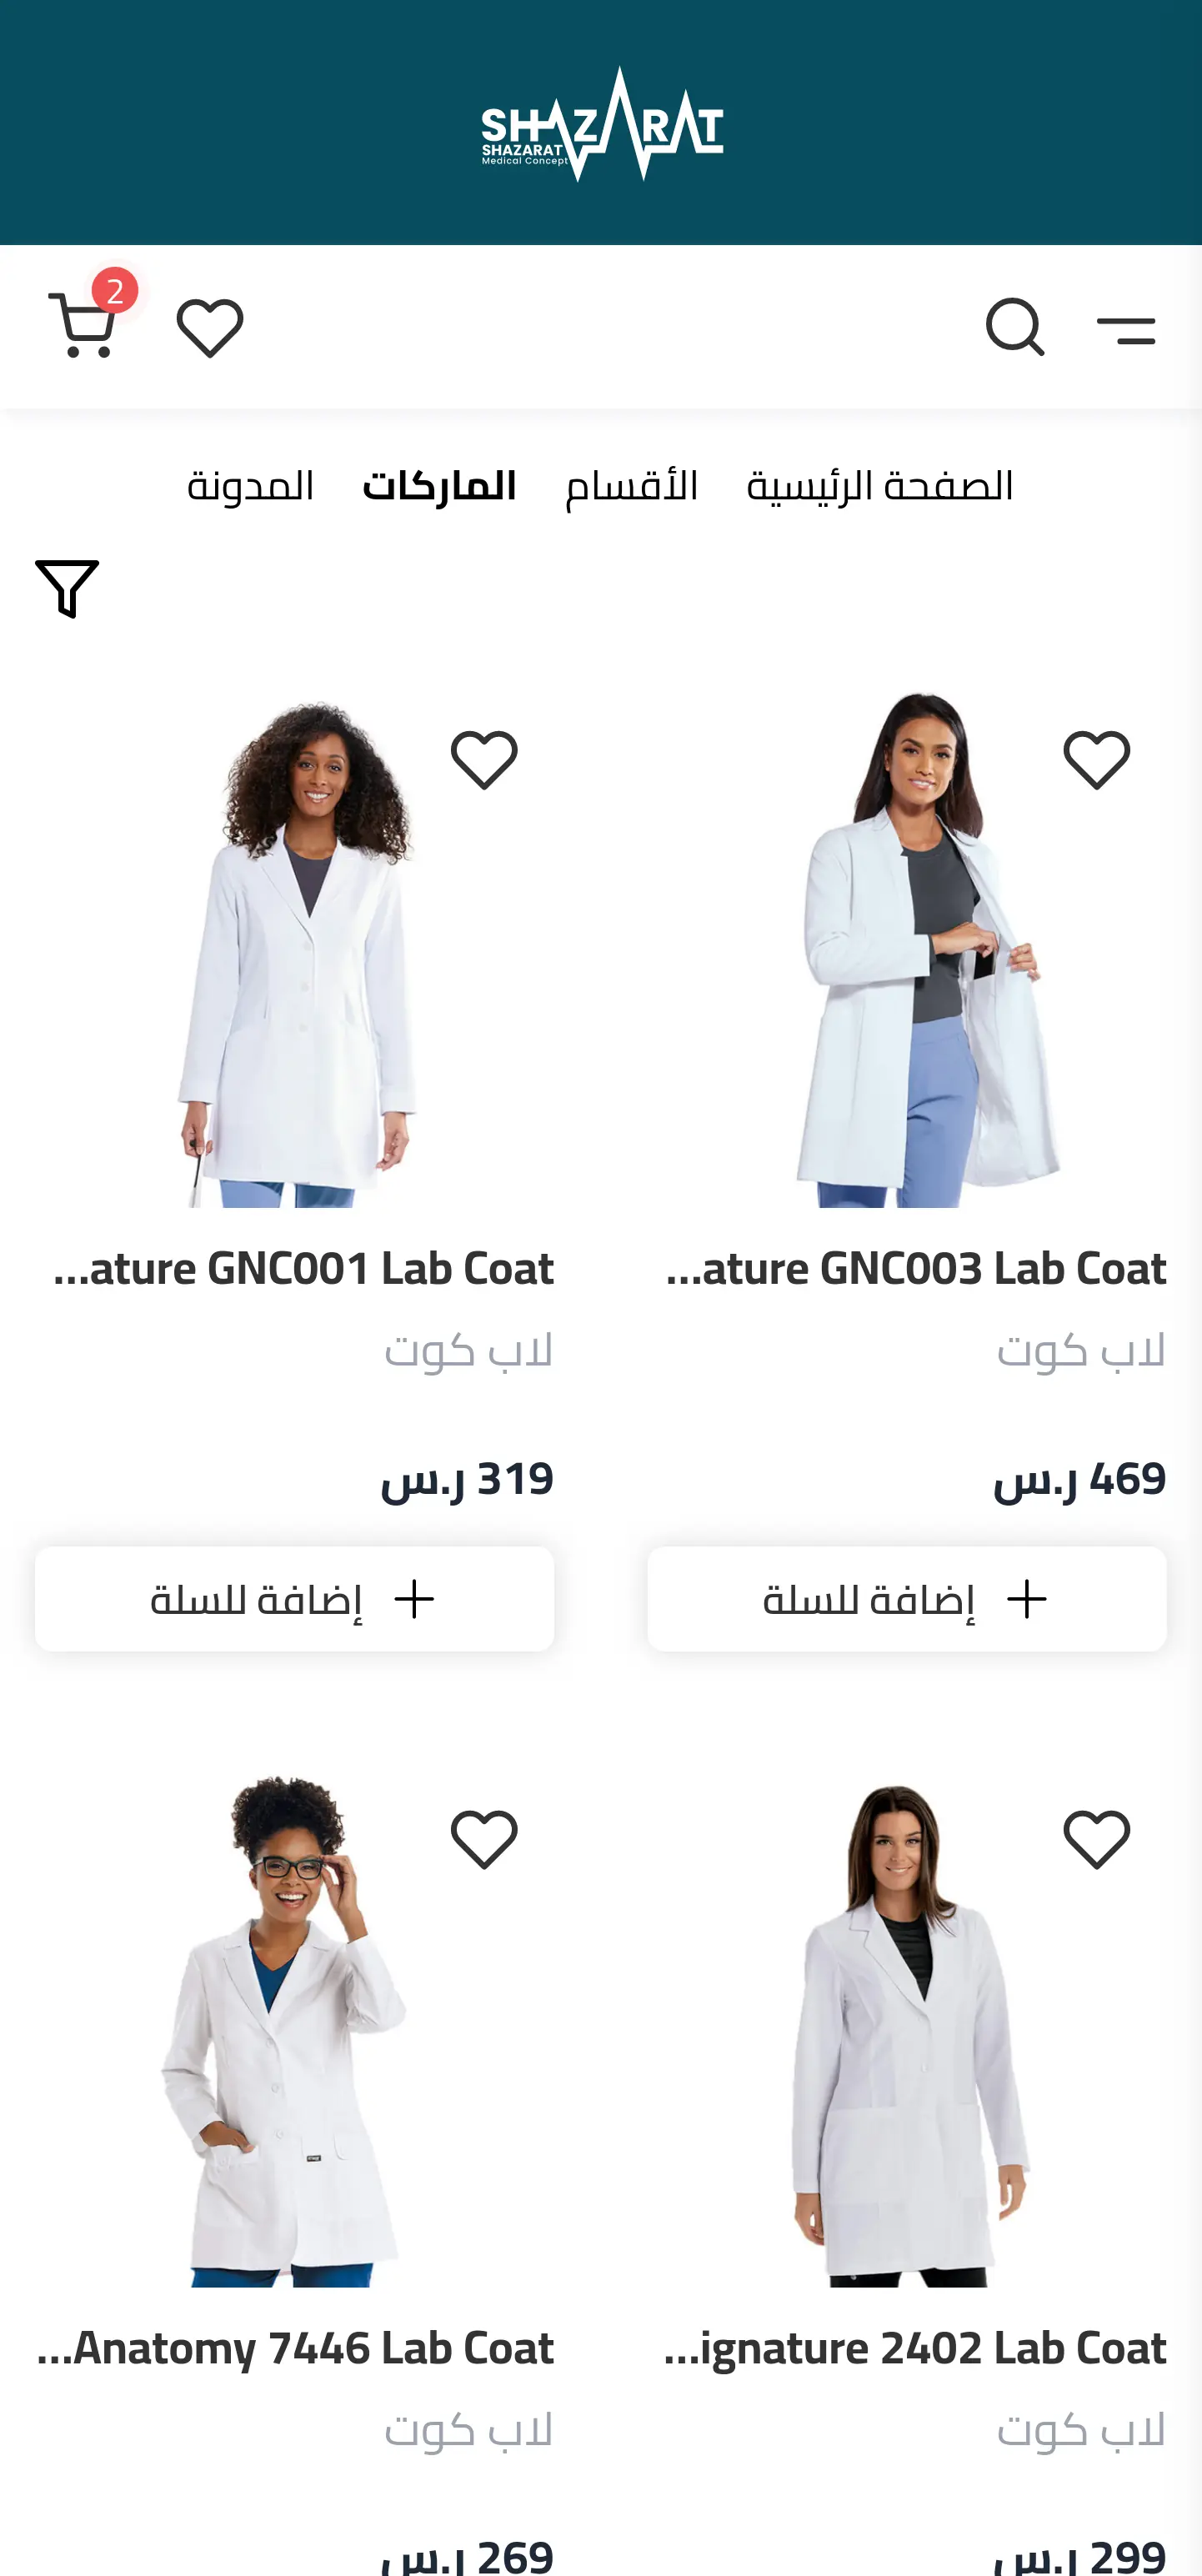 SHAZARAT
SHAZARAT
Medical Concept
2
الصفحة الرئيسية
الأقسام
الماركات
المدونة
...ature GNC003 Lab Coat
لاب كوت
469 ر.س
إضافة للسلة
...ature GNC001 Lab Coat
لاب كوت
319 ر.س
إضافة للسلة
...ignature 2402 Lab Coat
لاب كوت
299 ر.س
...Anatomy 7446 Lab Coat
لاب كوت
269 ر.س